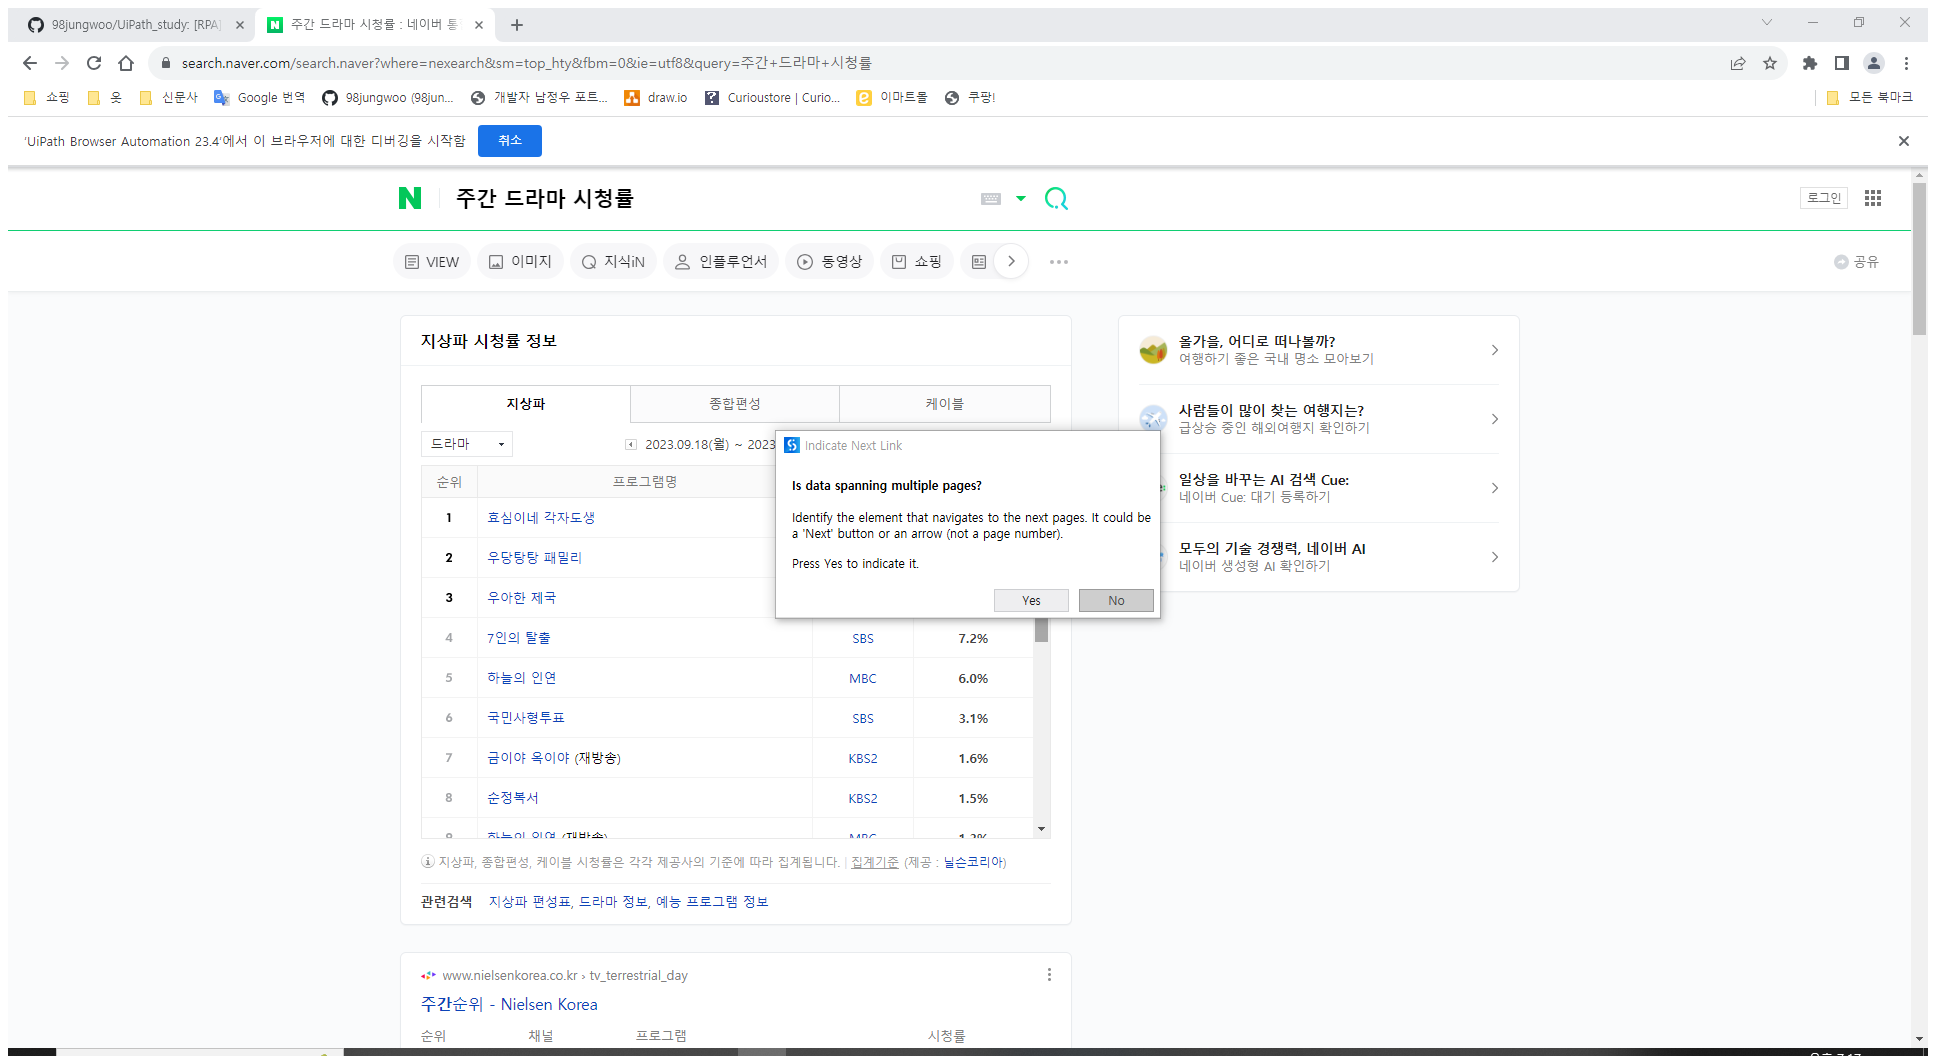 98jungwoo/UiPath_study: [RPA]
주간 드라마 시청률 : 네이버 통
search.naver.com/search.naver?where=nexearch&sm=top_hty&fbm=0&ie=utf8&query=주간+드라마+시청률
쇼핑
옷
신문사
Google 번역
98jungwoo (98jun...
개발자 남정우 포트...
draw.io
Curioustore | Curio...
이마트몰
쿠팡!
모든 북마크
'UiPath Browser Automation 23.4'에서 이 브라우저에 대한 디버깅을 시작함
취소
N 주간 드라마 시청률
로그인
VIEW
이미지
지식iN
인플루언서
동영상
쇼핑
공유
지상파 시청률 정보
지상파
종합편성
케이블
드라마
2023.09.18(월) ~ 2023
순위
프로그램명
1 효심이네 각자도생
2 우당탕탕 패밀리
3 우아한 제국
4 7인의 탈출 SBS 7.2%
5 하늘의 인연 MBC 6.0%
6 국민사형투표 SBS 3.1%
7 금이야 옥이야 (재방송) KBS2 1.6%
8 순정복서 KBS2 1.5%
9 하늘의 인연 (재방송) MBC
지상파, 종합편성, 케이블 시청률은 각각 제공사의 기준에 따라 집계됩니다. | 집계기준 (제공 : 닐슨코리아)
관련검색 지상파 편성표, 드라마 정보, 예능 프로그램 정보
Indicate Next Link
Is data spanning multiple pages?
Identify the element that navigates to the next pages. It could be
a 'Next' button or an arrow (not a page number).
Press Yes to indicate it.
Yes
No
올가을, 어디로 떠나볼까?
여행하기 좋은 국내 명소 모아보기
사람들이 많이 찾는 여행지는?
급상승 중인 해외여행지 확인하기
일상을 바꾸는 AI 검색 Cue:
네이버 Cue: 대기 등록하기
모두의 기술 경쟁력, 네이버 AI
네이버 생성형 AI 확인하기
www.nielsenkorea.co.kr › tv_terrestrial_day
주간순위 - Nielsen Korea
순위 채널 프로그램 시청률